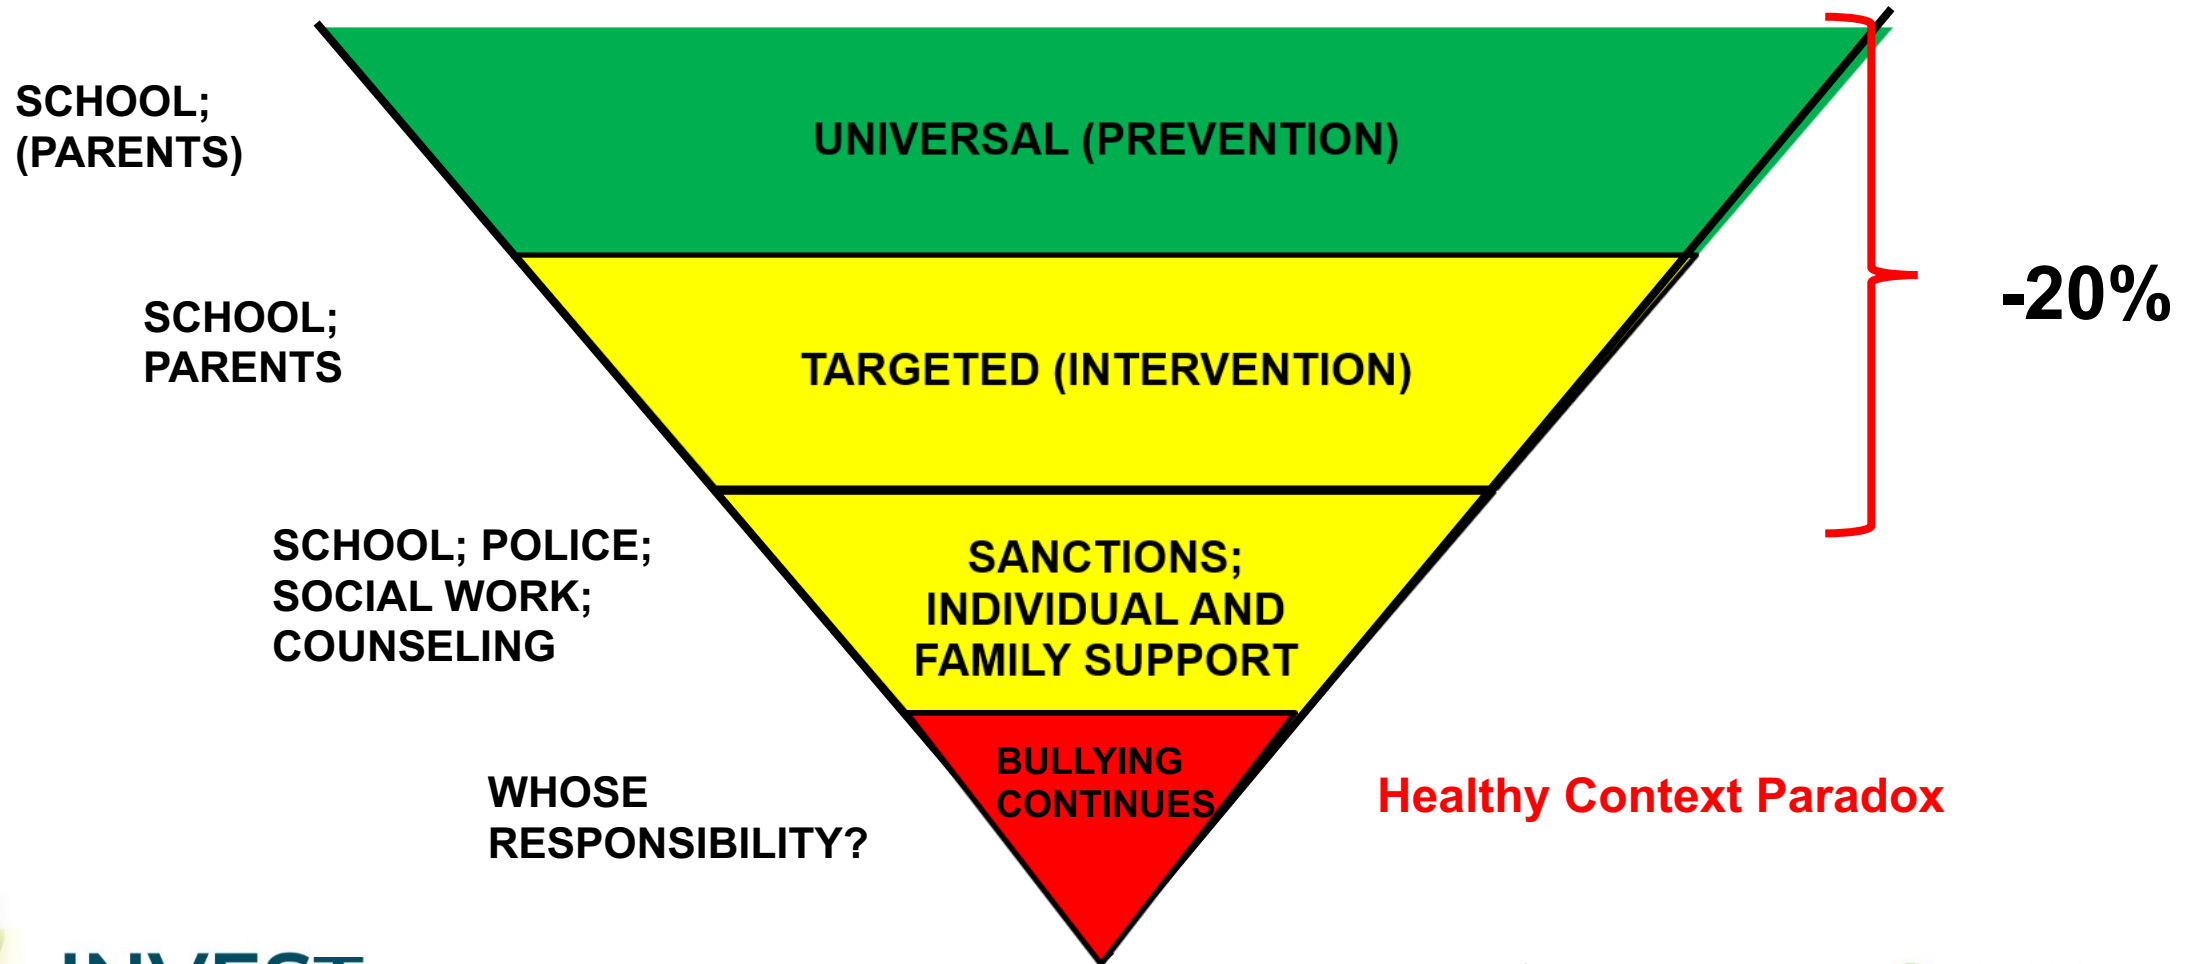 SCHOOL;
(PARENTS)
UNIVERSAL (PREVENTION)
-20%
SCHOOL;
PARENTS
TARGETED (INTERVENTION)
SCHOOL; POLICE;
SOCIAL WORK;
COUNSELING
SANCTIONS;
INDIVIDUAL AND
FAMILY SUPPORT
WHOSE
RESPONSIBILITY?
BULLYING
CONTINUES
Healthy Context Paradox
INVEST